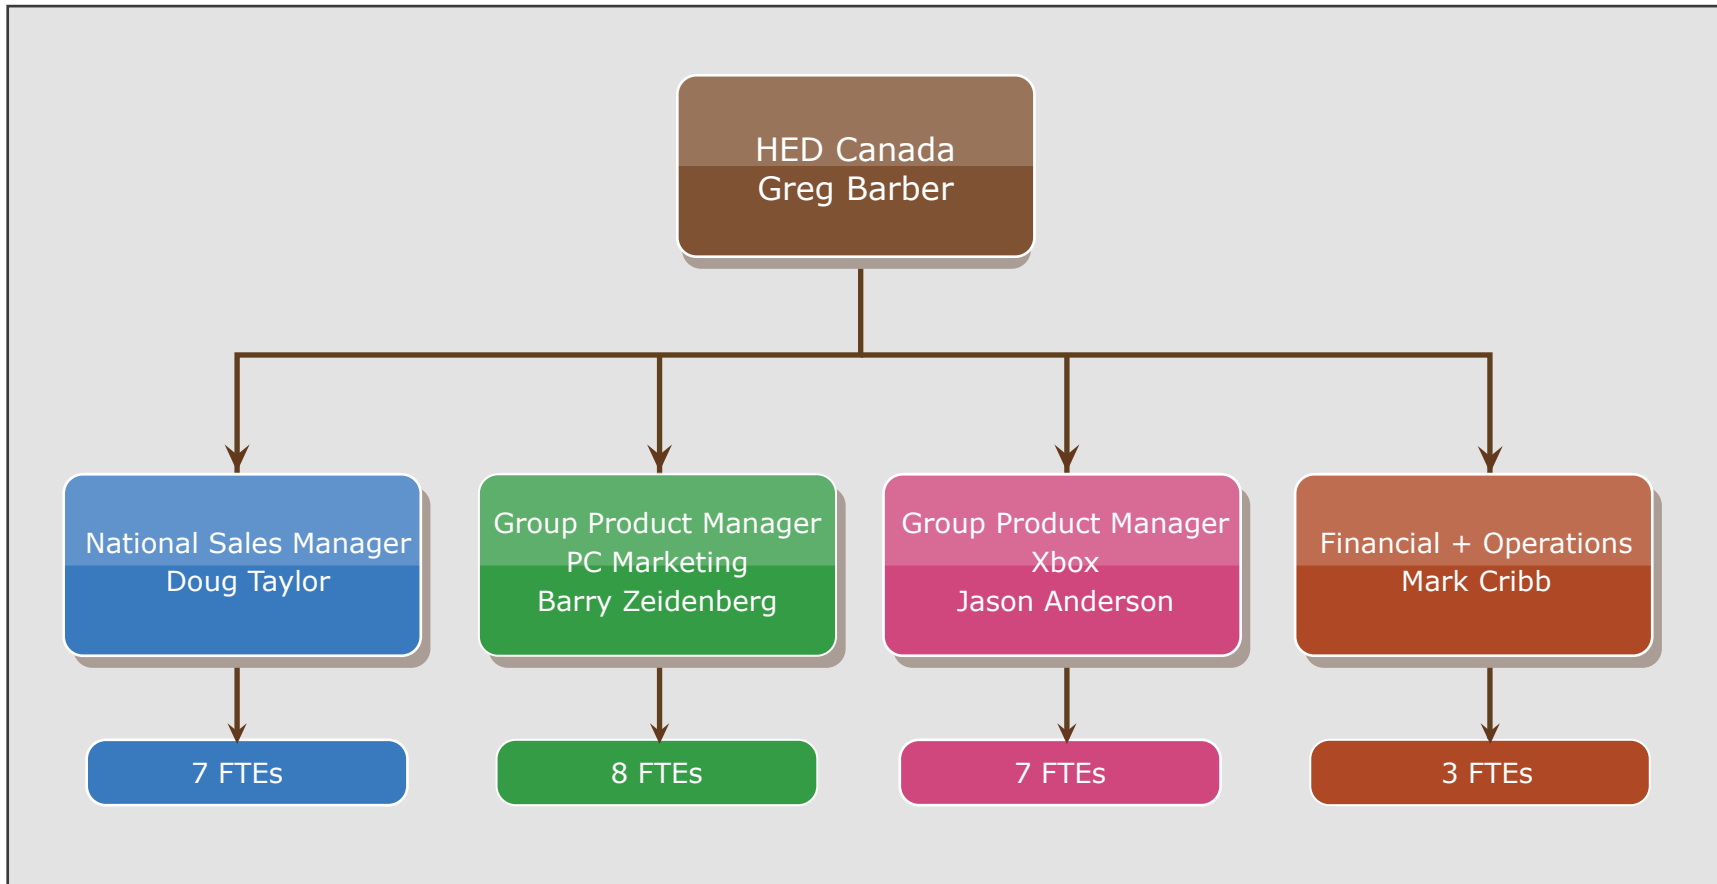 HED Canada
Greg Barber
National Sales Manager
Doug Taylor
Group Product Manager
PC Marketing
Barry Zeidenberg
Group Product Manager
Xbox
Jason Anderson
Financial + Operations
Mark Cribb
7 FTEs
8 FTEs
7 FTEs
3 FTEs